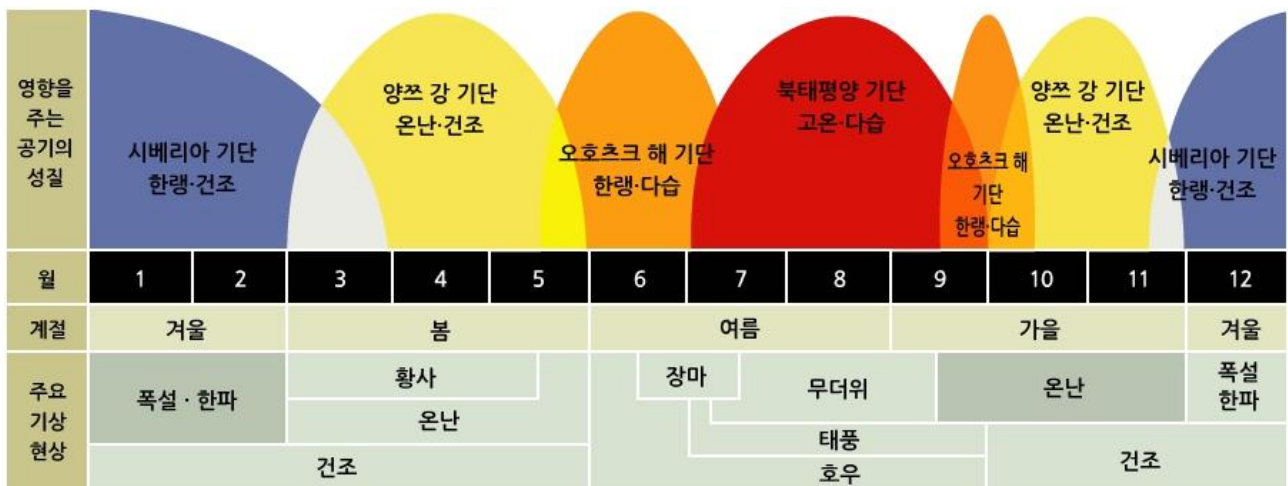 영향을
주는
공기의
성질
시베리아 기단
한랭·건조
양쯔 강 기단
온난·건조
오호츠크 해 기단
한랭·다습
북태평양 기단
고온·다습
오호츠크 해
기단
한랭·다습
양쯔 강 기단
온난·건조
시베리아 기단
한랭·건조
월 1 2 3 4 5 6 7 8 9 10 11 12
계절 겨울 봄 여름 가을 겨울
주요
기상
현상
폭설 · 한파
황사
온난
건조
장마
무더위
태풍
호우
온난
건조
폭설
한파